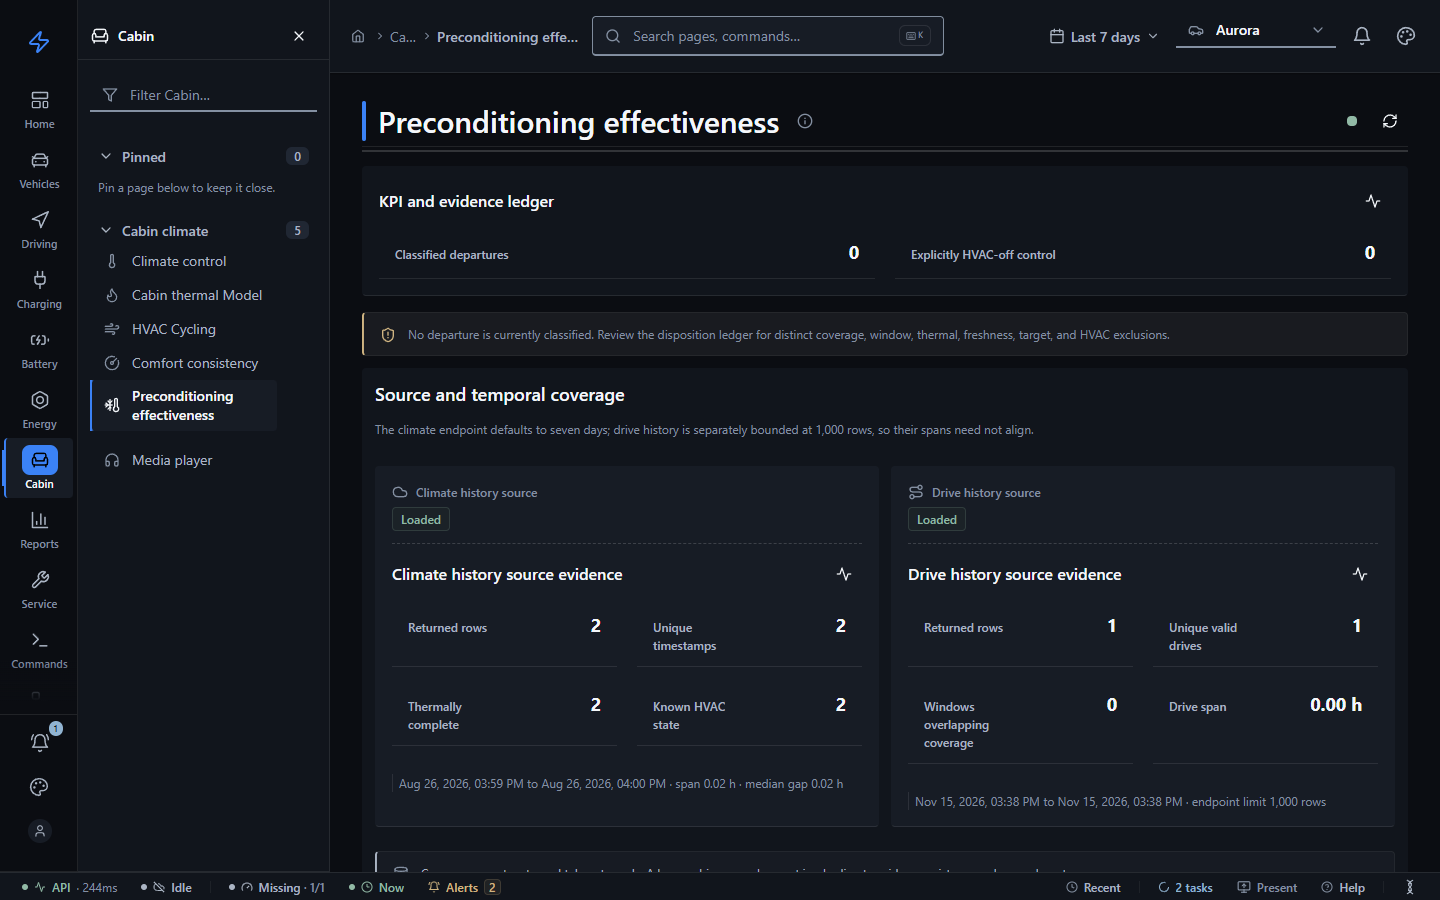 Cabin
Ca...
Preconditioning effe...
Search pages, commands...
K
Last 7 days
Aurora
Home
Vehicles
Driving
Charging
Battery
Energy
Cabin
Reports
Service
Commands
1
Filter Cabin...
Pinned
0
Pin a page below to keep it close.
Cabin climate
5
Climate control
Cabin thermal Model
HVAC Cycling
Comfort consistency
Preconditioning
effectiveness
Media player
Preconditioning effectiveness
KPI and evidence ledger
Classified departures
0
Explicitly HVAC-off control
0
No departure is currently classified. Review the disposition ledger for distinct coverage, window, thermal, freshness, target, and HVAC exclusions.
Source and temporal coverage
The climate endpoint defaults to seven days; drive history is separately bounded at 1,000 rows, so their spans need not align.
Climate history source
Loaded
Climate history source evidence
Returned rows
2
Unique
timestamps
2
Thermally
complete
2
Known HVAC
state
2
Aug 26, 2026, 03:59 PM to Aug 26, 2026, 04:00 PM · span 0.02 h · median gap 0.02 h
Drive history source
Loaded
Drive history source evidence
Returned rows
1
Unique valid
drives
1
Windows
overlapping
coverage
0
Drive span
0.00 h
Nov 15, 2026, 03:38 PM to Nov 15, 2026, 03:38 PM · endpoint limit 1,000 rows
API · 244ms
Idle
Missing · 1/1
Now
Alerts
2
Recent
2 tasks
Present
Help